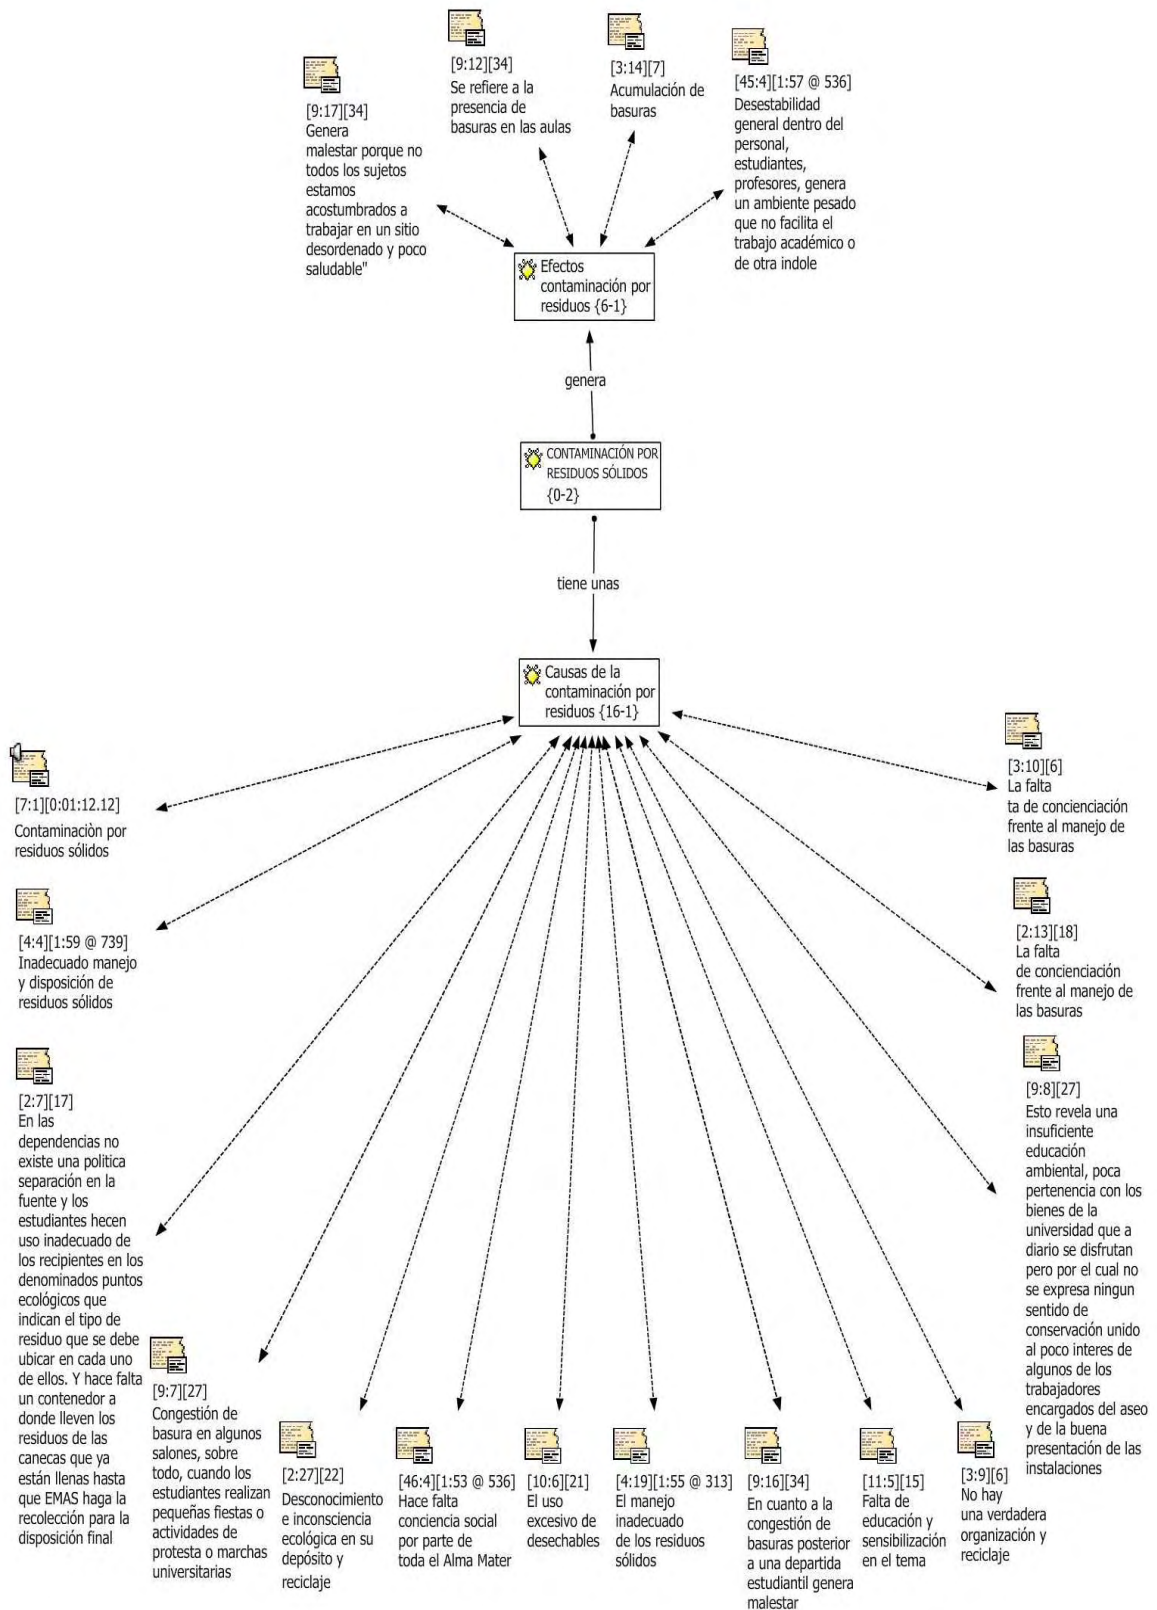 [9:17][34]
Genera
malestar porque no
todos los sujetos
estamos
acostumbrados a
trabajar en un sitio
desordenado y poco
saludable"
[9:12][34]
Se refiere a la
presencia de
basuras en las aulas
[3:14][7]
Acumulación de
basuras
[45:4][1:57 @ 536]
Desestabilidad
general dentro del
personal,
estudiantes,
profesores, genera
un ambiente pesado
que no facilita el
trabajo académico o
de otra indole
Efectos
contaminación por
residuos {6-1}
genera
CONTAMINACIÓN POR
RESIDUOS SÓLIDOS
{0-2}
tiene unas
Causas de la
contaminación por
residuos {16-1}
[7:1][0:01:12.12]
Contaminaciòn por
residuos sólidos
[4:4][1:59 @ 739]
Inadecuado manejo
y disposición de
residuos sólidos
[2:7][17]
En las
dependencias no
existe una politica
separación en la
fuente y los
estudiantes hecen
uso inadecuado de
los recipientes en los
denominados puntos
ecológicos que
indican el tipo de
residuo que se debe
ubicar en cada uno
de ellos. Y hace falta
un contenedor a
donde lleven los
residuos de las
canecas que ya
están llenas hasta
que EMAS haga la
recolección para la
disposición final
[9:7][27]
Congestión de
basura en algunos
salones, sobre
todo, cuando los
estudiantes realizan
pequeñas fiestas o
actividades de
protesta o marchas
universitarias
[2:27][22]
Desconocimiento
e inconsciencia
ecológica en su
depósito y
reciclaje
[46:4][1:53 @ 536]
Hace falta
conciencia social
por parte de
toda el Alma Mater
[10:6][21]
El uso
excesivo de
desechables
[4:19][1:55 @ 313]
El manejo
inadecuado
de los residuos
sólidos
[9:16][34]
En cuanto a la
congestión de
basuras posterior
a una departida
estudiantil genera
malestar
[11:5][15]
Falta de
educación y
sensibilización
en el tema
[3:9][6]
No hay
una verdadera
organización y
reciclaje
[3:10][6]
La falta
ta de concienciación
frente al manejo de
las basuras
[2:13][18]
La falta
de concienciación
frente al manejo de
las basuras
[9:8][27]
Esto revela una
insuficiente
educación
ambiental, poca
pertenencia con los
bienes de la
universidad que a
diario se disfrutan
pero por el cual no
se expresa ningun
sentido de
conservación unido
al poco interes de
algunos de los
trabajadores
encargados del aseo
y de la buena
presentación de las
instalaciones